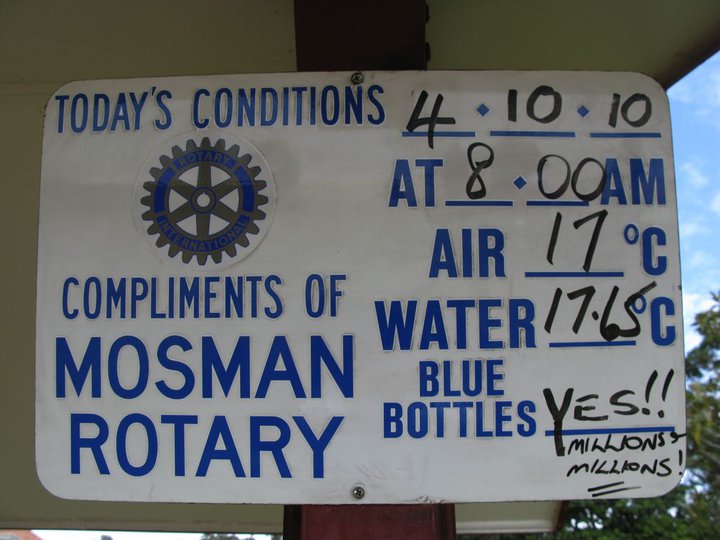 TODAY'S CONDITIONS 4 · 10 · 10
AT 8 · 00 AM
ROTARY
INTERNATIONAL
AIR 17 °C
COMPLIMENTS OF
WATER 17.65 °C
MOSMAN
ROTARY
BLUE
BOTTLES YES!!
MILLIONS &
MILLIONS!